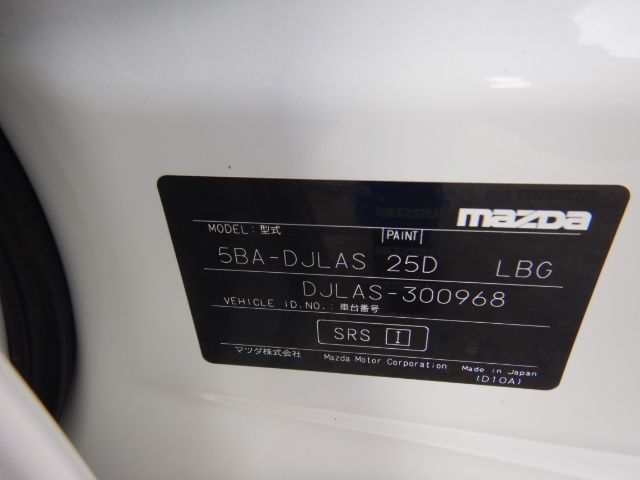 mazda
MODEL:型式 PAINT
5BA-DJLAS 25D LBG
DJLAS-300968
VEHICLE ID.NO.:車台番号
SRS I
マツダ株式会社 Mazda Motor Corporation Made in Japan
(D10A)